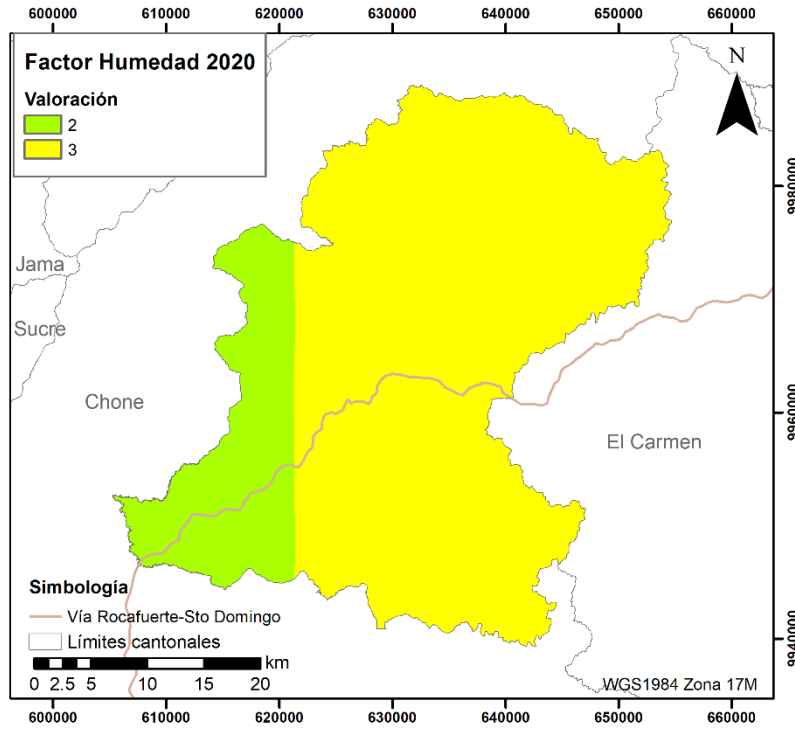 600000 610000 620000 630000 640000 650000 660000
Factor Humedad 2020
Valoración
2
3
N
9980000
Jama
Sucre
Chone
9960000
El Carmen
Simbología
Vía Rocafuerte-Sto Domingo
Límites cantonales
km
0 2.5 5 10 15 20
9940000
WGS1984 Zona 17M
600000 610000 620000 630000 640000 650000 660000